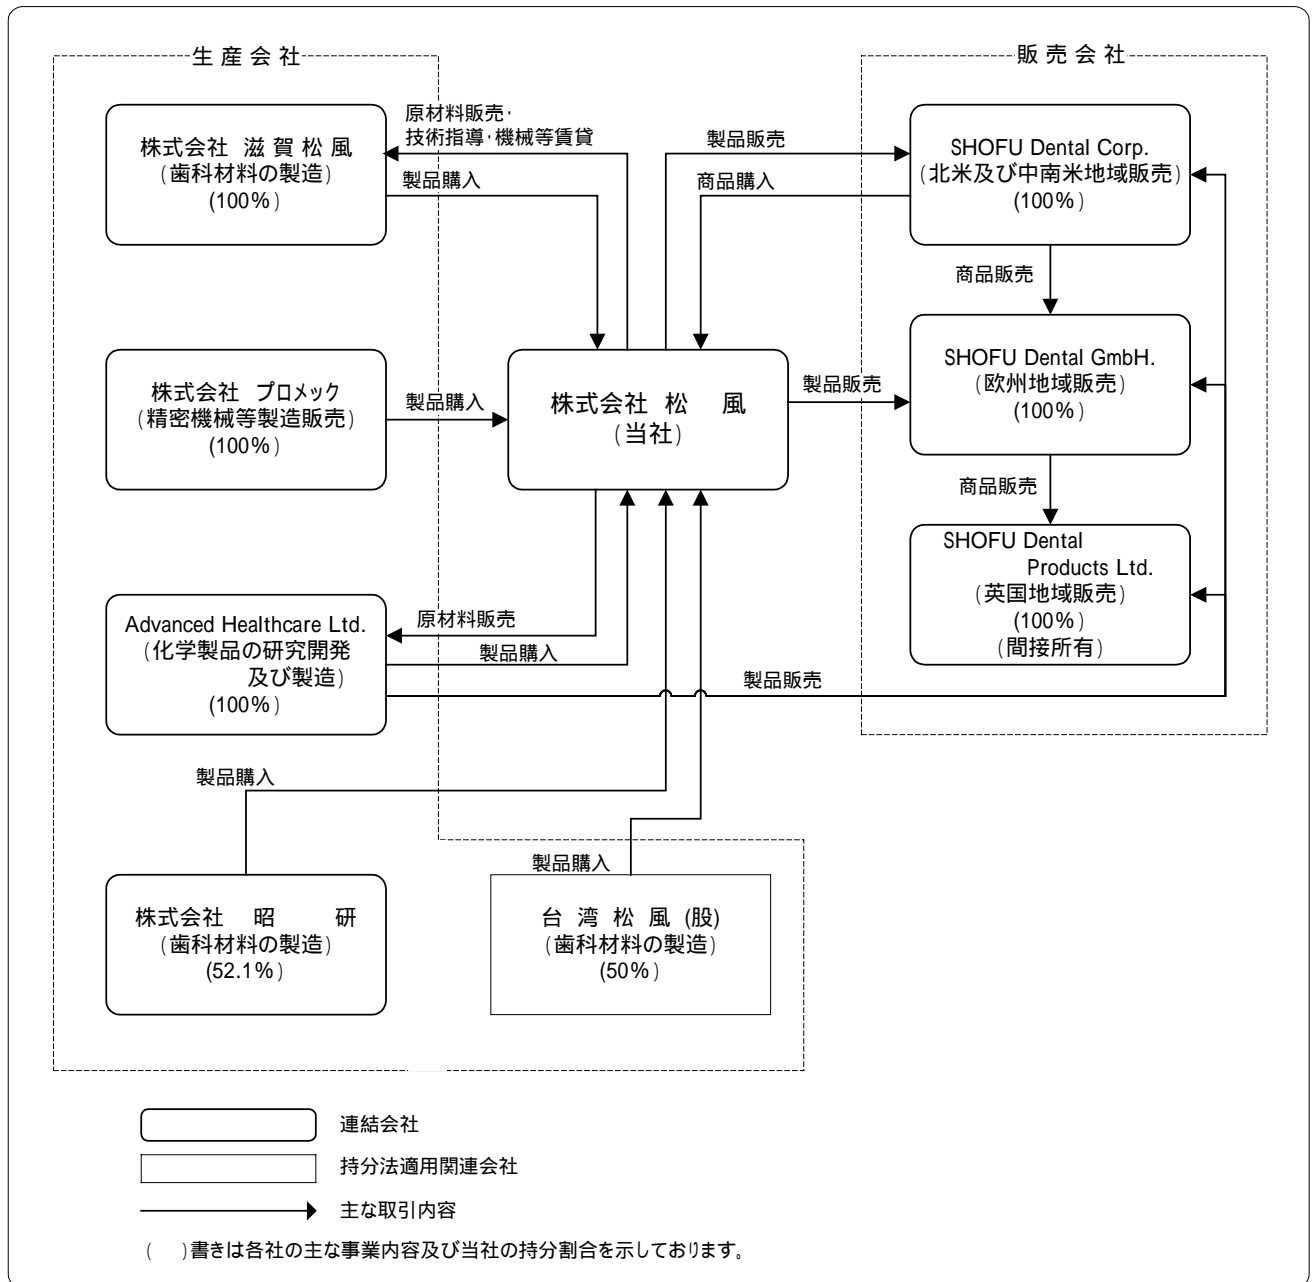 生産会社
販売会社
株式会社 滋賀松風
(歯科材料の製造)
(100%)
原材料販売・
技術指導・機械等賃貸
製品購入
製品販売
商品購入
SHOFU Dental Corp.
(北米及び中南米地域販売)
(100%)
商品販売
株式会社 プロメック
(精密機械等製造販売)
(100%)
製品購入
株式会社 松 風
(当社)
製品販売
SHOFU Dental GmbH.
(欧州地域販売)
(100%)
商品販売
SHOFU Dental
Products Ltd.
(英国地域販売)
(100%)
(間接所有)
Advanced Healthcare Ltd.
(化学製品の研究開発
及び製造)
(100%)
原材料販売
製品購入
製品販売
製品購入
株式会社 昭 研
(歯科材料の製造)
(52.1%)
製品購入
台 湾 松 風 (股)
(歯科材料の製造)
(50%)
連結会社
持分法適用関連会社
主な取引内容
( )書きは各社の主な事業内容及び当社の持分割合を示しております。